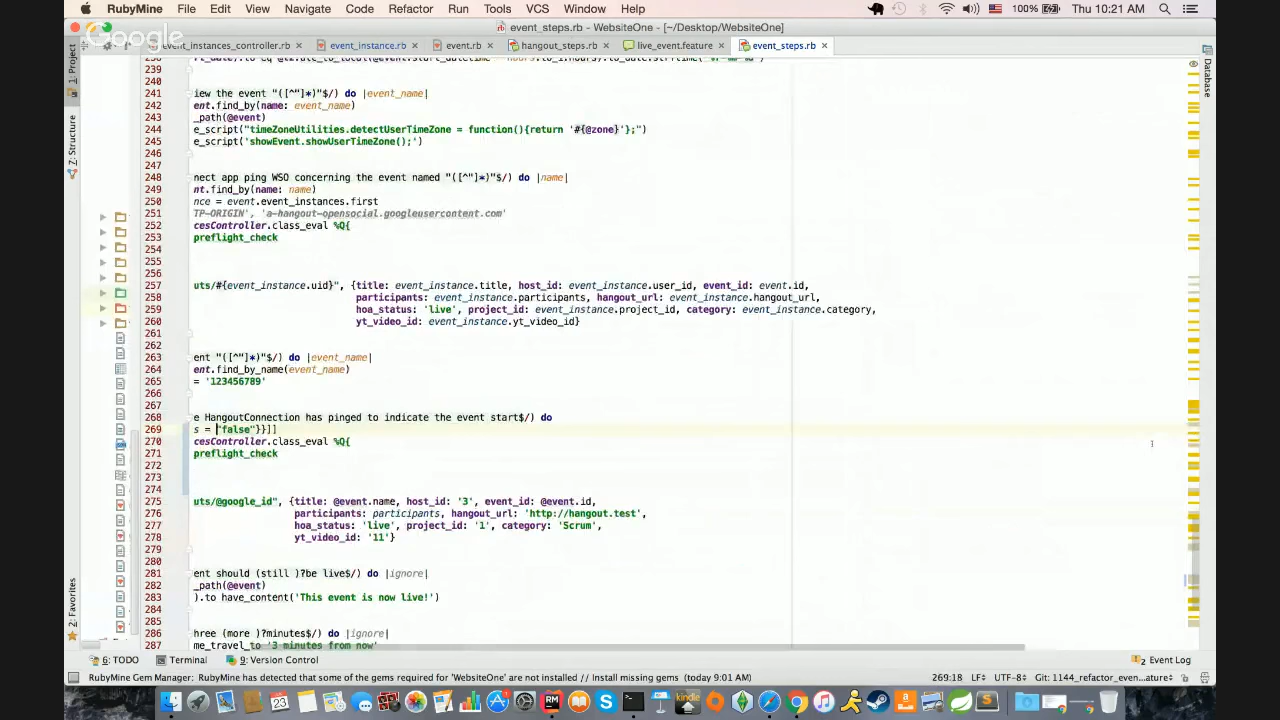 RubyMine File Edit View Navigate Code Refactor Run Tools VCS Window Help 100% Thu 10:21 AM
event_steps.rb - WebsiteOne - [~/Desktop/WebsiteOne]
Google
event_instances_controller.rb event_instance.rb event.rb hangout_steps.rb live_event.feature event_steps.rb
1: Project
7: Structure
2: Favorites
Database
239
240
241 iew the event "([^"]*)"$/) do |event_name|
242 ent.find_by(name: event_name)
243 _path(@event)
244 e_script("timeZoneUtilities.detectUserTimeZone = function(){return '#{@zone}'};")
245 e_script('showEvent.showUserTimeZone();')
246
247
248 nect app ping WSO concerning the event named "([^"]*)"$/) do |name|
249 nt.find_by(name: name)
250 nce = event.event_instances.first
251 TP-ORIGIN', 'a-hangout-opensocial.googleusercontent.com'
252 cesController.class_eval %Q{
253 preflight_check
254
255
256
257 uts/#{event_instance.uid}", {title: event_instance.title, host_id: event_instance.user_id, event_id: event.id,
258 participants: event_instance.participants, hangout_url: event_instance.hangout_url,
259 hoa_status: 'live', project_id: event_instance.project_id, category: event_instance.category,
260 yt_video_id: event_instance.yt_video_id}
261
262
263 ent "([^"]*)"$/) do |event_name|
264 ent.find_by_name(event_name)
265 = '123456789'
266
267
268 e HangoutConnection has pinged to indicate the event start$/) do
269 s = "false"}}]]
270 cesController.class_eval %Q{
271 preflight_check
272
273
274
275 uts/@google_id", {title: @event.name, host_id: '3', event_id: @event.id,
276 participants: participants, hangout_url: 'http://hangout.test',
277 hoa_status: 'live', project_id: '1', category: 'Scrum',
278 yt_video_id: '11'}
279
280
281 ent should (still )?be live$/) do |ignore|
282 _path(@event)
283 ).to have_content('This event is now live!')
284
285
286 hree (more )?minutes$/) do |ignore|
287 me_travel_to '3 minutes from now'
6: TODO Terminal 9: Version Control 2 Event Log
RubyMine Gem Manager: RubyMine has detected that some of the gems required for 'WebsiteOne' are not installed // Install missing gems (today 9:01 AM) 269:18 LF÷ UTF-8÷ Git: 1144_refactor_even...ature÷